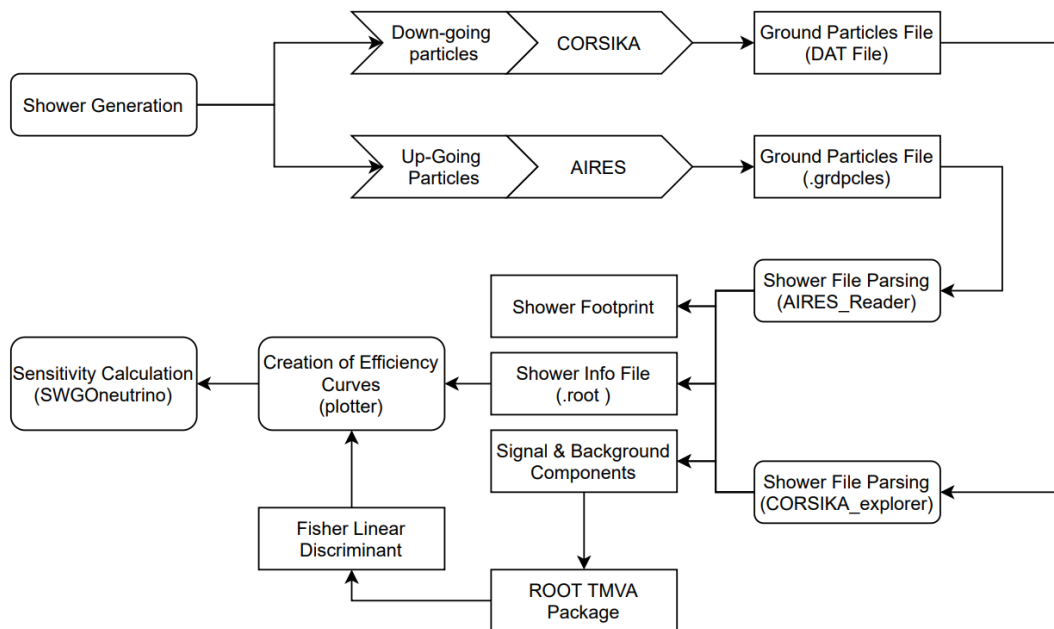 Down-going
particles
CORSIKA
Ground Particles File
(DAT File)
Shower Generation
Up-Going
Particles
AIRES
Ground Particles File
(.grdpcles)
Shower File Parsing
(AIRES_Reader)
Shower Footprint
Sensitivity Calculation
(SWGOneutrino)
Creation of Efficiency
Curves
(plotter)
Shower Info File
(.root )
Signal & Background
Components
Shower File Parsing
(CORSIKA_explorer)
Fisher Linear
Discriminant
ROOT TMVA
Package